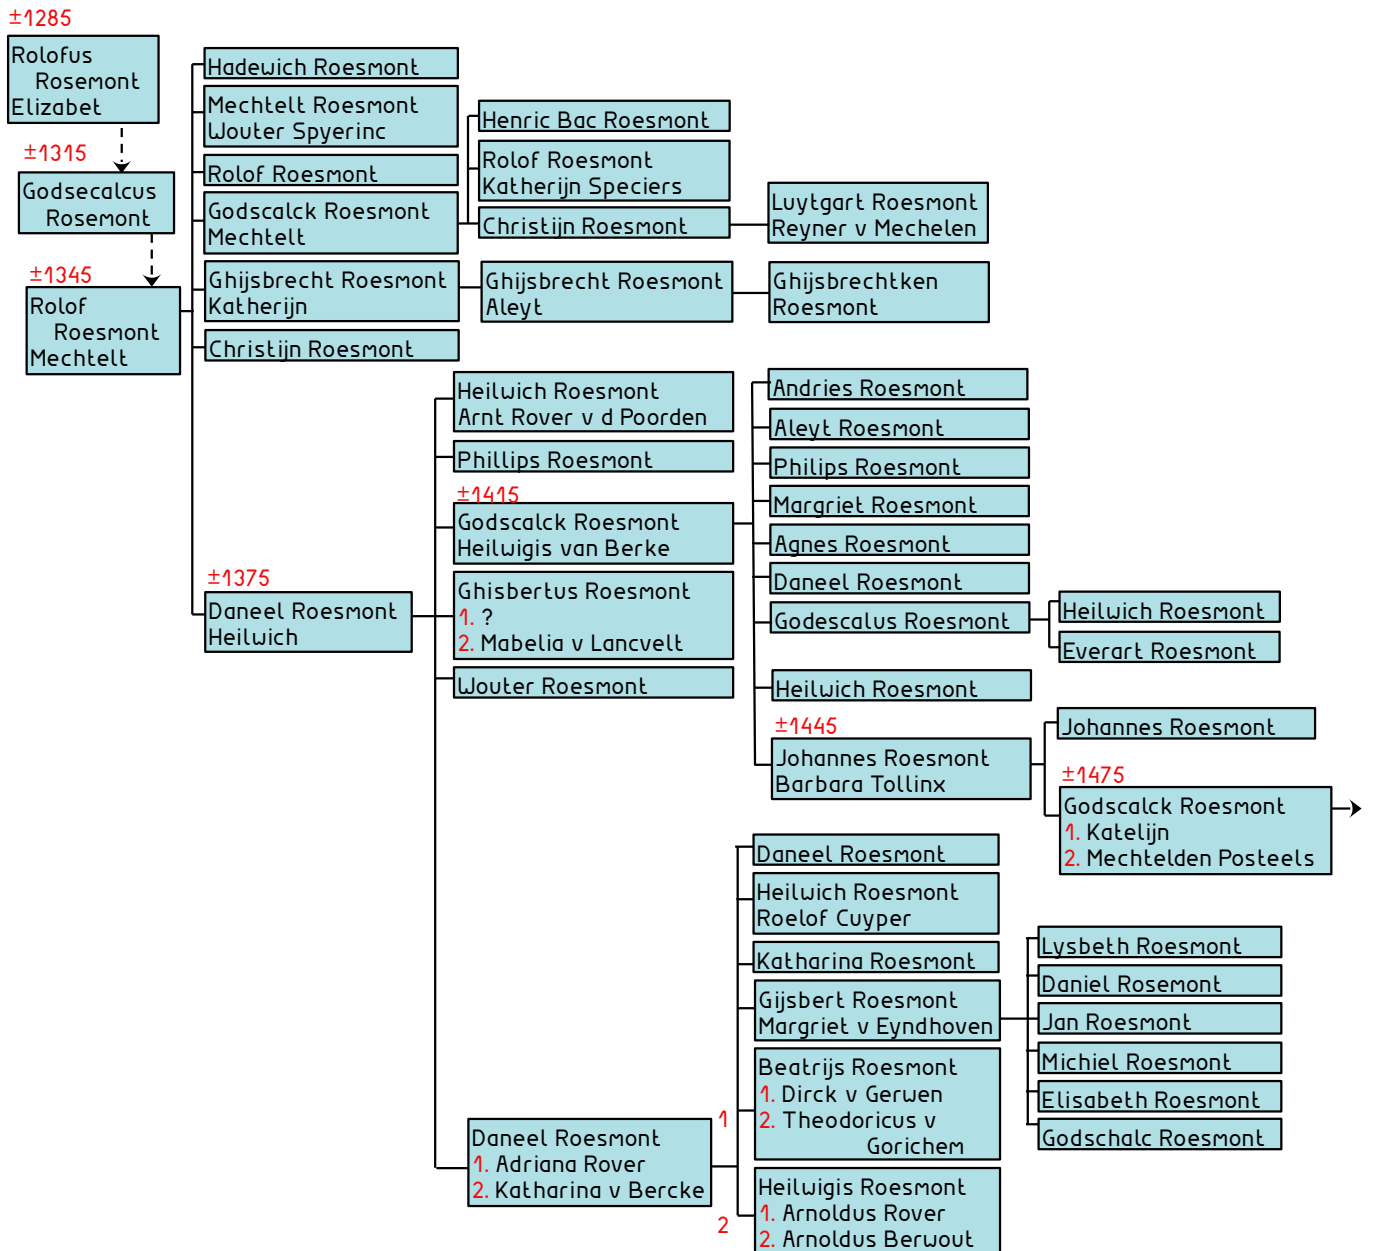 ±1285
Rolofus
Rosemont
Elizabet
±1315
Godsecalcus
Rosemont
±1345
Rolof
Roesmont
Mechtelt
Hadewich Roesmont
Mechtelt Roesmont
Wouter Spyerinc
Rolof Roesmont
Godscalck Roesmont
Mechtelt
Ghijsbrecht Roesmont
Katherijn
Christijn Roesmont
±1375
Daneel Roesmont
Heilwich
Henric Bac Roesmont
Rolof Roesmont
Katherijn Speciers
Christijn Roesmont
Luytgart Roesmont
Reyner v Mechelen
Ghijsbrecht Roesmont
Aleyt
Ghijsbrechtken
Roesmont
Heilwich Roesmont
Arnt Rover v d Poorden
Phillips Roesmont
±1415
Godscalck Roesmont
Heilwigis van Berke
Ghisbertus Roesmont
1. ?
2. Mabelia v Lancvelt
Wouter Roesmont
Andries Roesmont
Aleyt Roesmont
Philips Roesmont
Margriet Roesmont
Agnes Roesmont
Daneel Roesmont
Godescalus Roesmont
Heilwich Roesmont
Everart Roesmont
Heilwich Roesmont
±1445
Johannes Roesmont
Barbara Tollinx
Johannes Roesmont
±1475
Godscalck Roesmont
1. Katelijn
2. Mechtelden Posteels
Daneel Roesmont
1. Adriana Rover
2. Katharina v Bercke
1
2
Daneel Roesmont
Heilwich Roesmont
Roelof Cuyper
Katharina Roesmont
Gijsbert Roesmont
Margriet v Eyndhoven
Beatrijs Roesmont
1. Dirck v Gerwen
2. Theodoricus v
Gorichem
Heilwigis Roesmont
1. Arnoldus Rover
2. Arnoldus Berwout
Lysbeth Roesmont
Daniel Rosemont
Jan Roesmont
Michiel Roesmont
Elisabeth Roesmont
Godschalc Roesmont